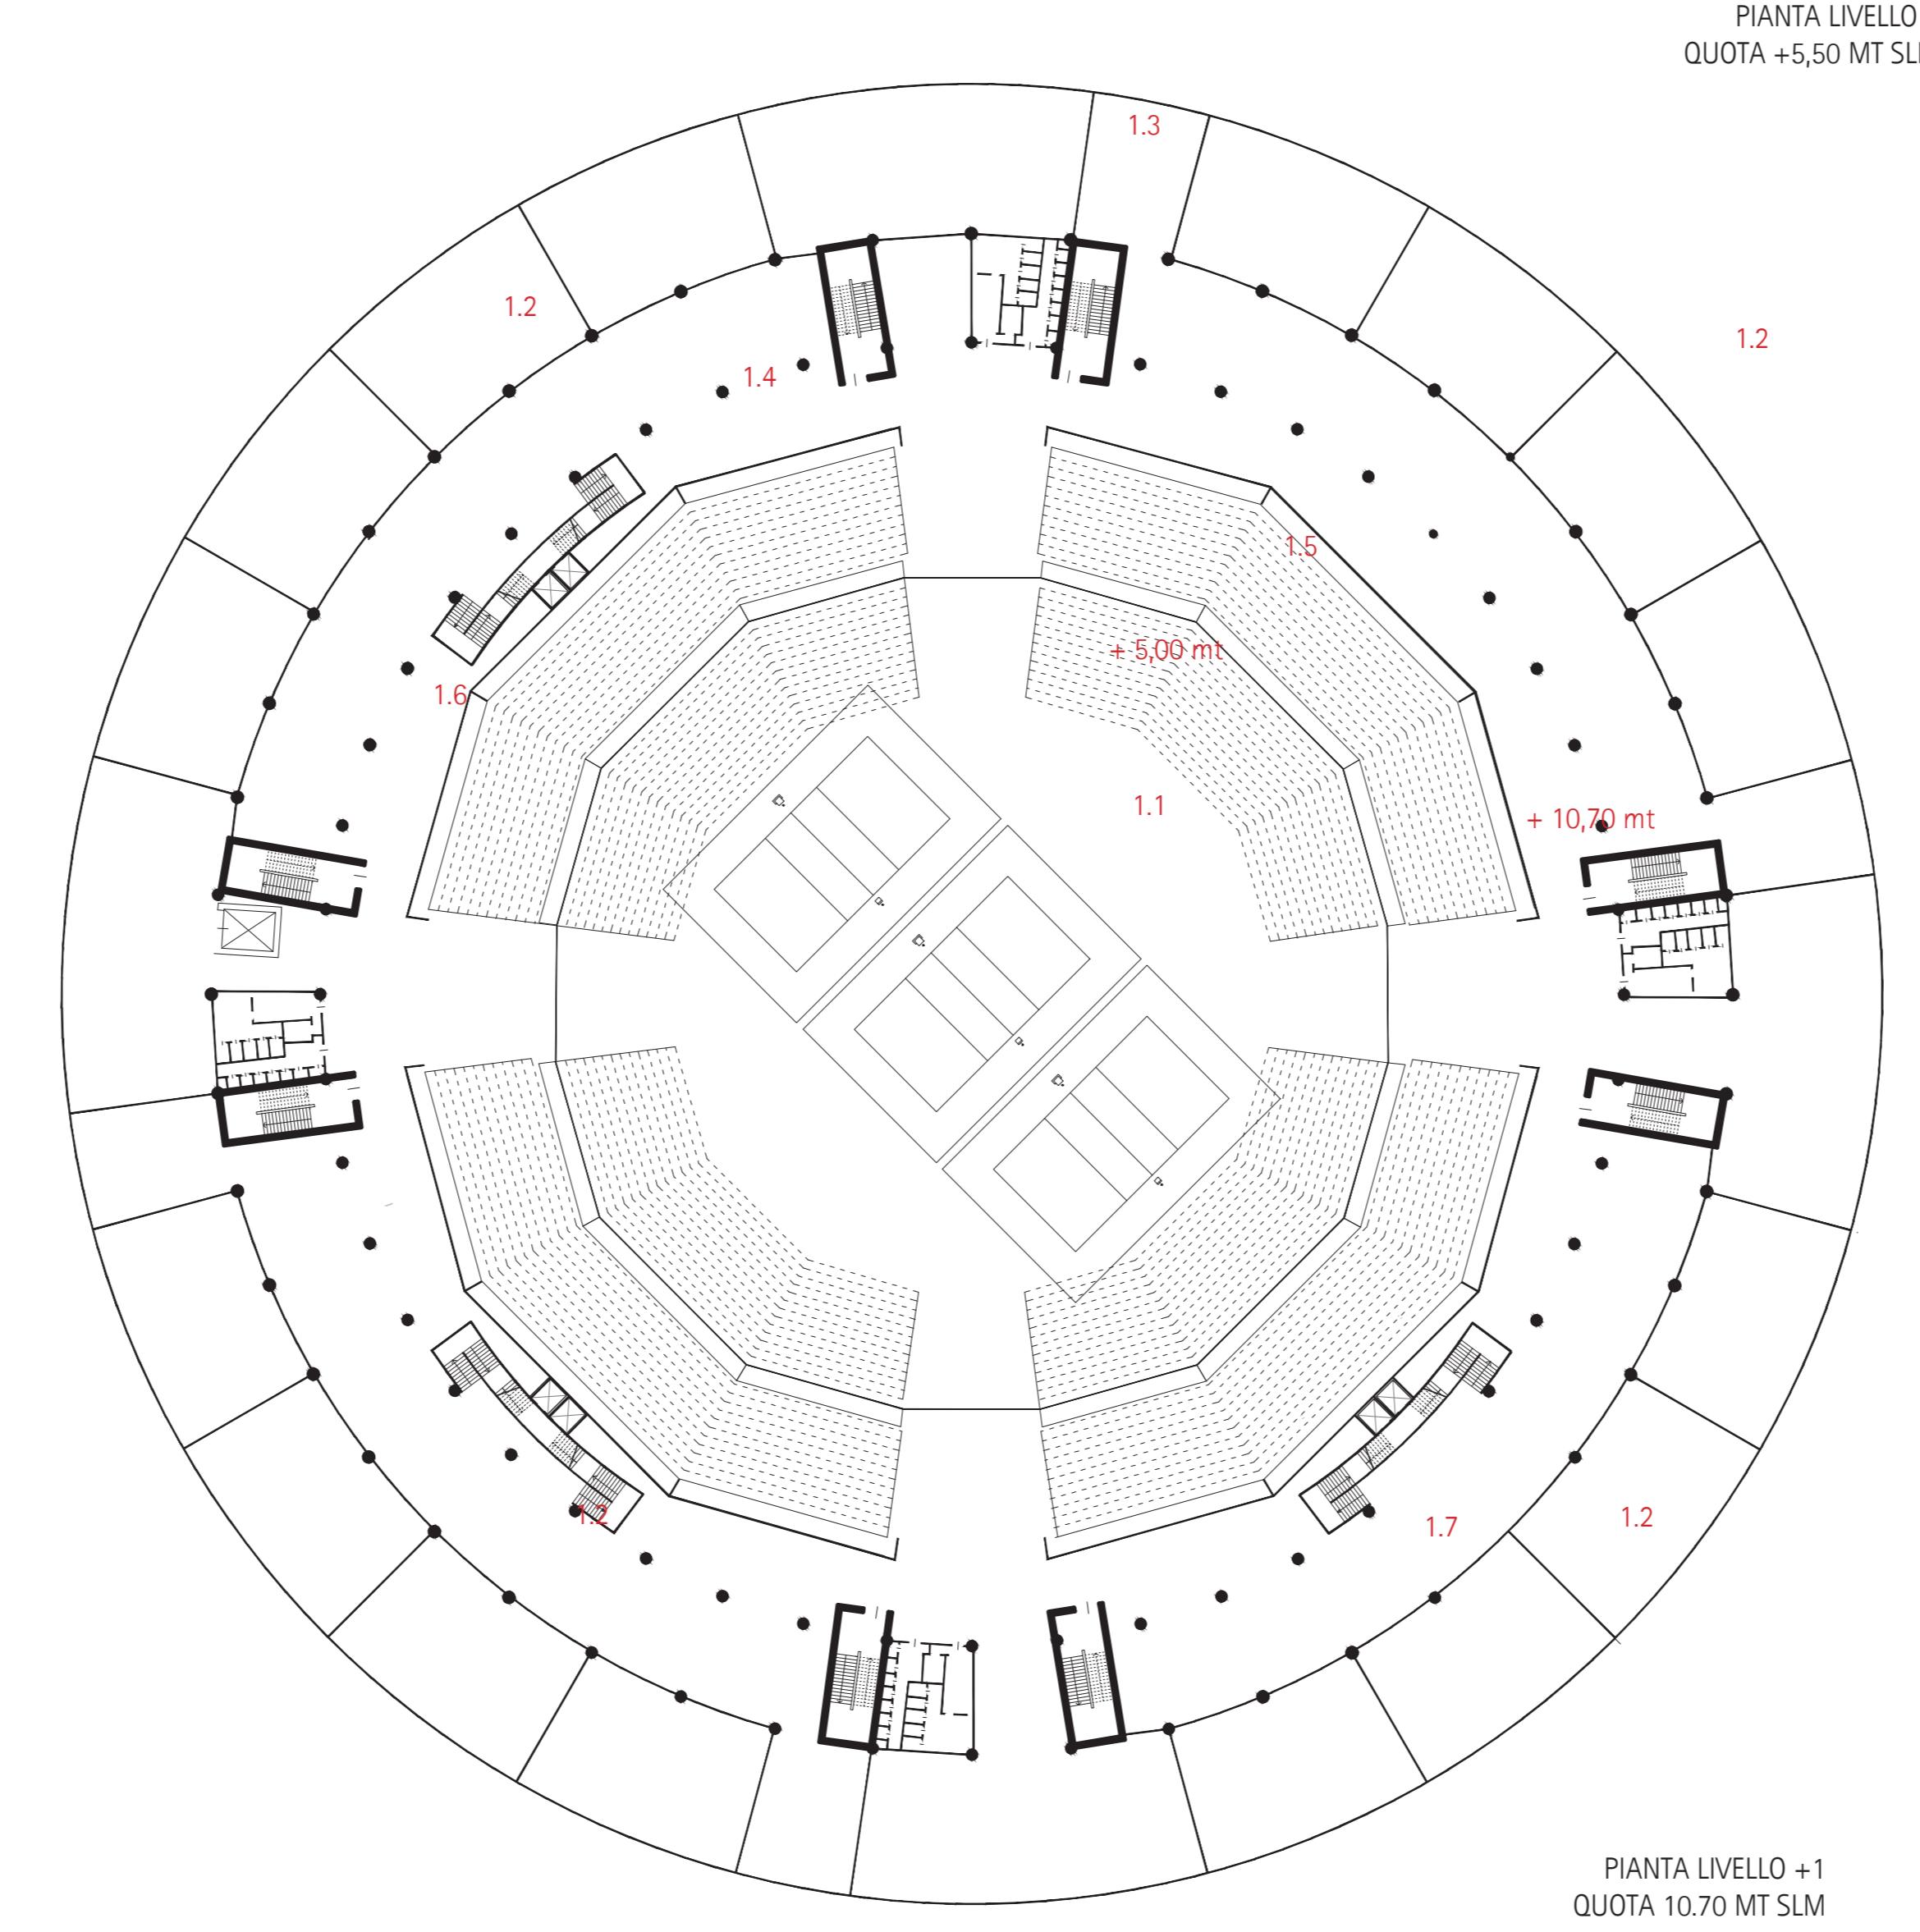 PIANTA LIVELLO
QUOTA +5,50 MT SL
1.3
1.2
1.2
1.4
1.5
+ 5,00 mt
1.6
1.1
+ 10,70 mt
1.2
1.7
1.2
PIANTA LIVELLO +1
QUOTA 10.70 MT SLM